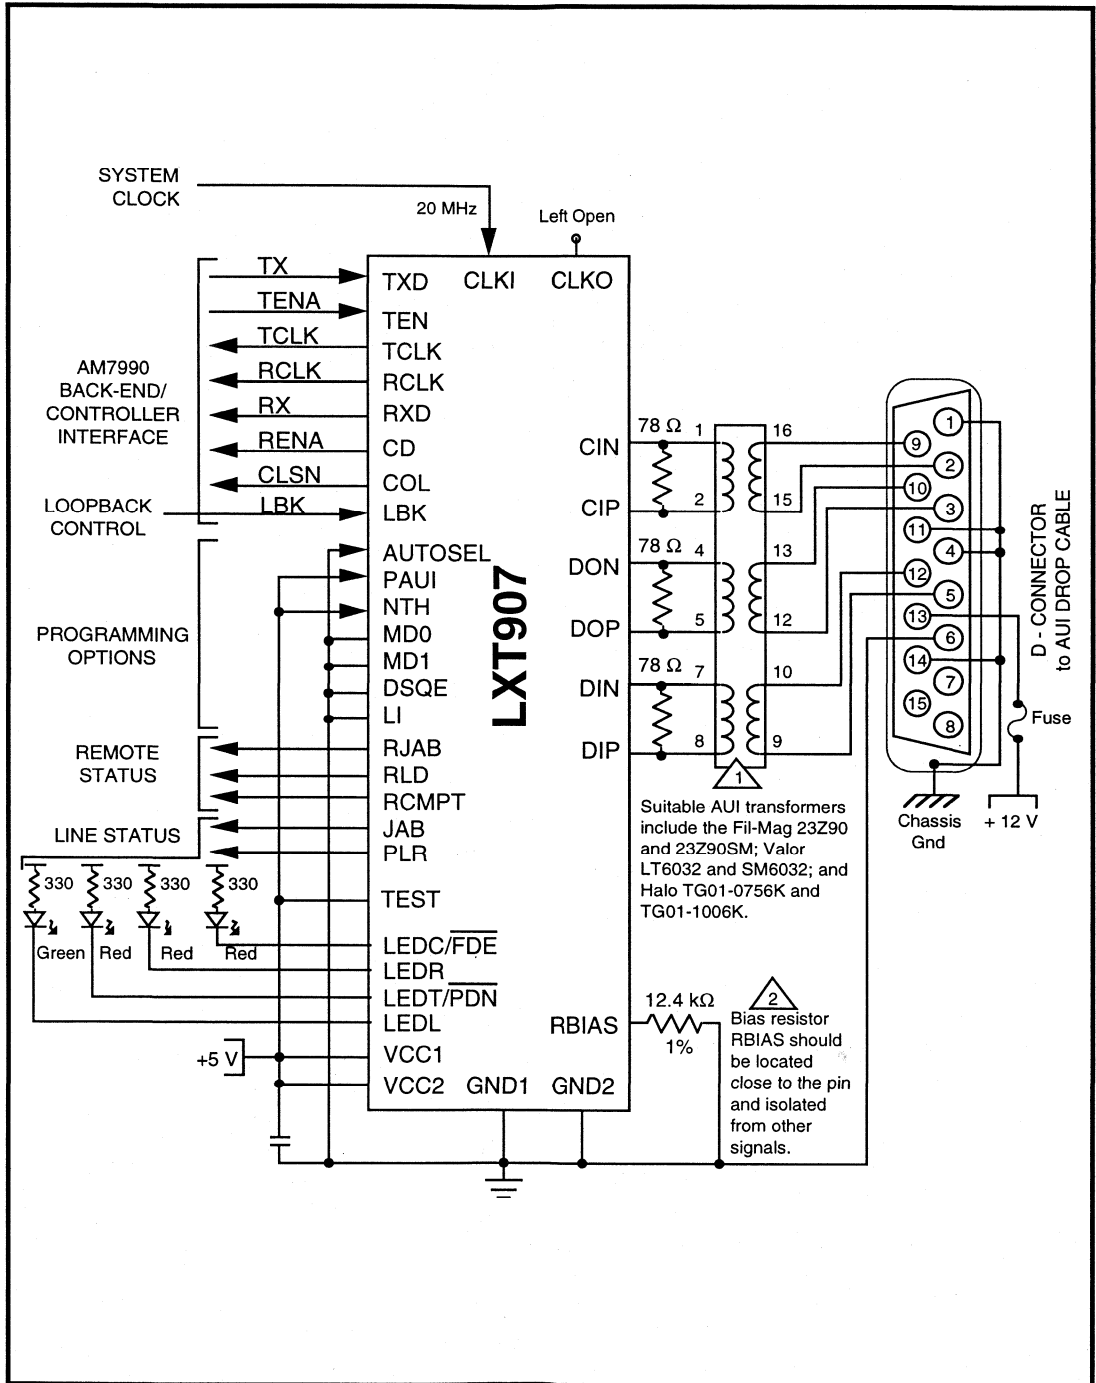 SYSTEM
CLOCK
20 MHz
Left Open
TX
TENA
TCLK
RCLK
RX
RENA
CLSN
LBK
AM7990
BACK-END/
CONTROLLER
INTERFACE
LOOPBACK
CONTROL
PROGRAMMING
OPTIONS
REMOTE
STATUS
LINE STATUS
330
330
330
330
Green
Red
Red
Red
+5 V
TXD
CLKI
CLKO
TEN
TCLK
RCLK
RXD
CD
COL
LBK
AUTOSEL
PAUI
NTH
MD0
MD1
DSQE
LI
RJAB
RLD
RCMPT
JAB
PLR
TEST
LEDC/FDE
LEDR
LEDT/PDN
LEDL
VCC1
VCC2
GND1
GND2
LXT907
CIN
CIP
DON
DOP
DIN
DIP
RBIAS
78 Ω
1
2
16
15
78 Ω
4
5
13
12
78 Ω
7
8
10
9
1
Suitable AUI transformers
include the Fil-Mag 23Z90
and 23Z90SM; Valor
LT6032 and SM6032; and
Halo TG01-0756K and
TG01-1006K.
12.4 kΩ
1%
2
Bias resistor
RBIAS should
be located
close to the pin
and isolated
from other
signals.
1
9
2
10
3
11
4
12
5
13
6
14
7
15
8
D - CONNECTOR
to AUI DROP CABLE
Fuse
Chassis
Gnd
+ 12 V